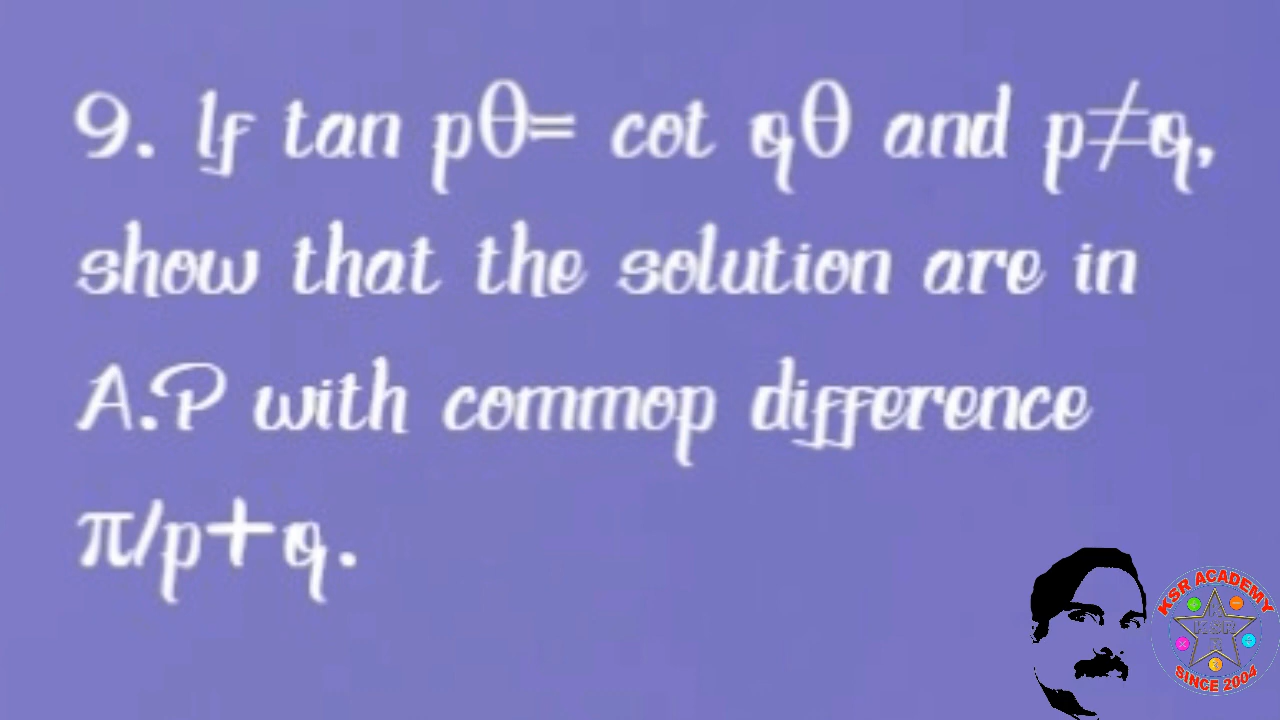 9. If tan pθ= cot qθ and p≠q,
show that the solution are in
A.P with commop difference
π/p+q.
KSR ACADEMY
KSR
SINCE 2004